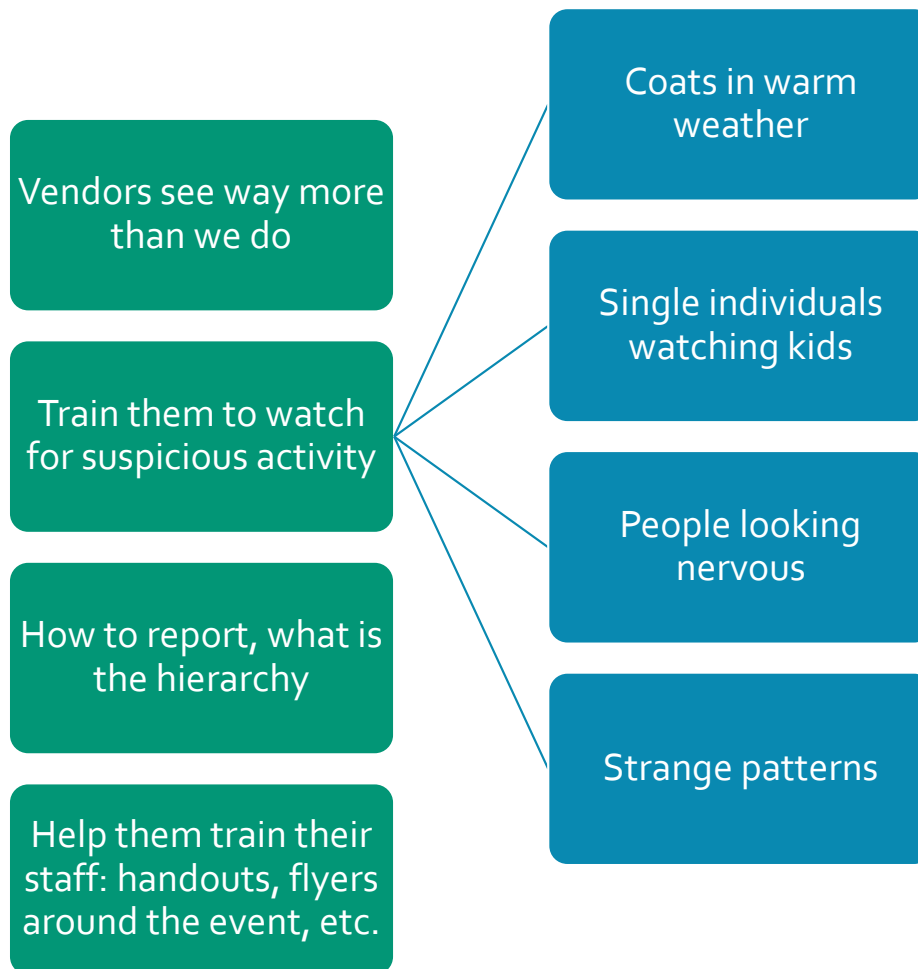 Vendors see way more
than we do
Train them to watch
for suspicious activity
How to report, what is
the hierarchy
Help them train their
staff: handouts, flyers
around the event, etc.
Coats in warm
weather
Single individuals
watching kids
People looking
nervous
Strange patterns